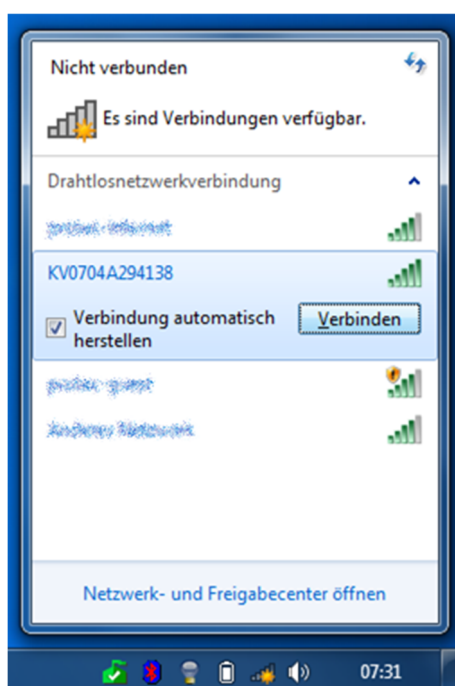 Nicht verbunden
Es sind Verbindungen verfügbar.
Drahtlosnetzwerkverbindung
KV0704A294138
Verbindung automatisch
herstellen
Verbinden
Netzwerk- und Freigabecenter öffnen
07:31